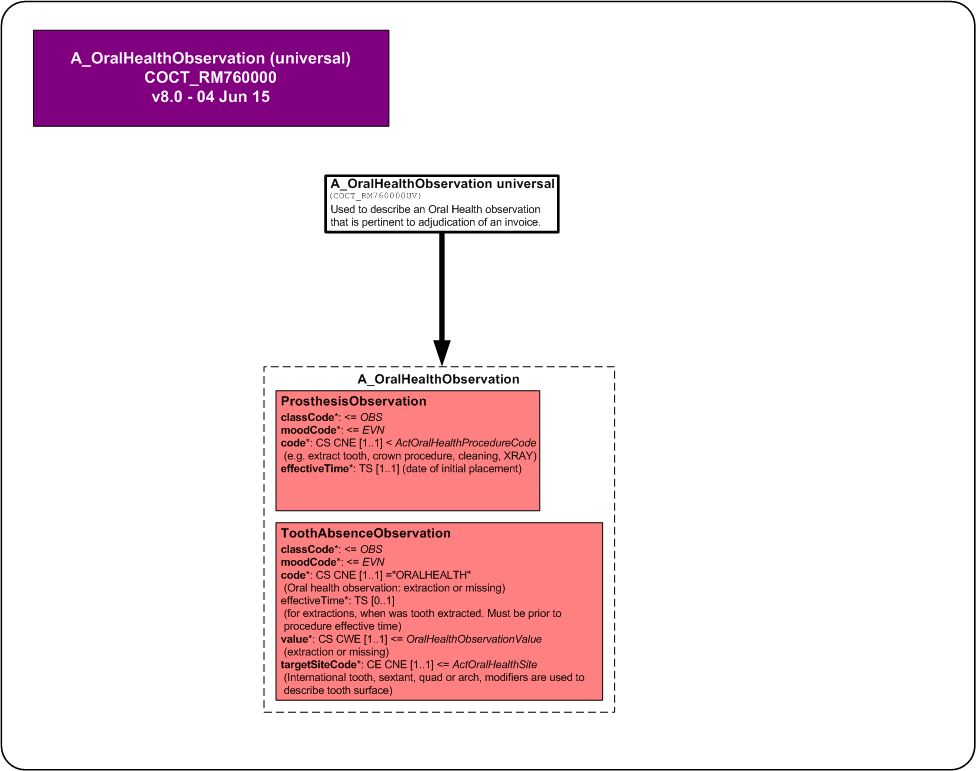 A_OralHealthObservation (universal)
COCT_RM760000
v8.0 - 04 Jun 15
A_OralHealthObservation universal
(COCT_RM760000UV)
Used to describe an Oral Health observation
that is pertinent to adjudication of an invoice.
A_OralHealthObservation
ProsthesisObservation
classCode*: <= OBS
moodCode*: <= EVN
code*: CS CNE [1..1] < ActOralHealthProcedureCode
(e.g. extract tooth, crown procedure, cleaning, XRAY)
effectiveTime*: TS [1..1] (date of initial placement)
ToothAbsenceObservation
classCode*: <= OBS
moodCode*: <= EVN
code*: CS CNE [1..1] ="ORALHEALTH"
(Oral health observation: extraction or missing)
effectiveTime*: TS [0..1]
(for extractions, when was tooth extracted. Must be prior to
procedure effective time)
value*: CS CWE [1..1] <= OralHealthObservationValue
(extraction or missing)
targetSiteCode*: CE CNE [1..1] <= ActOralHealthSite
(International tooth, sextant, quad or arch, modifiers are used to
describe tooth surface)